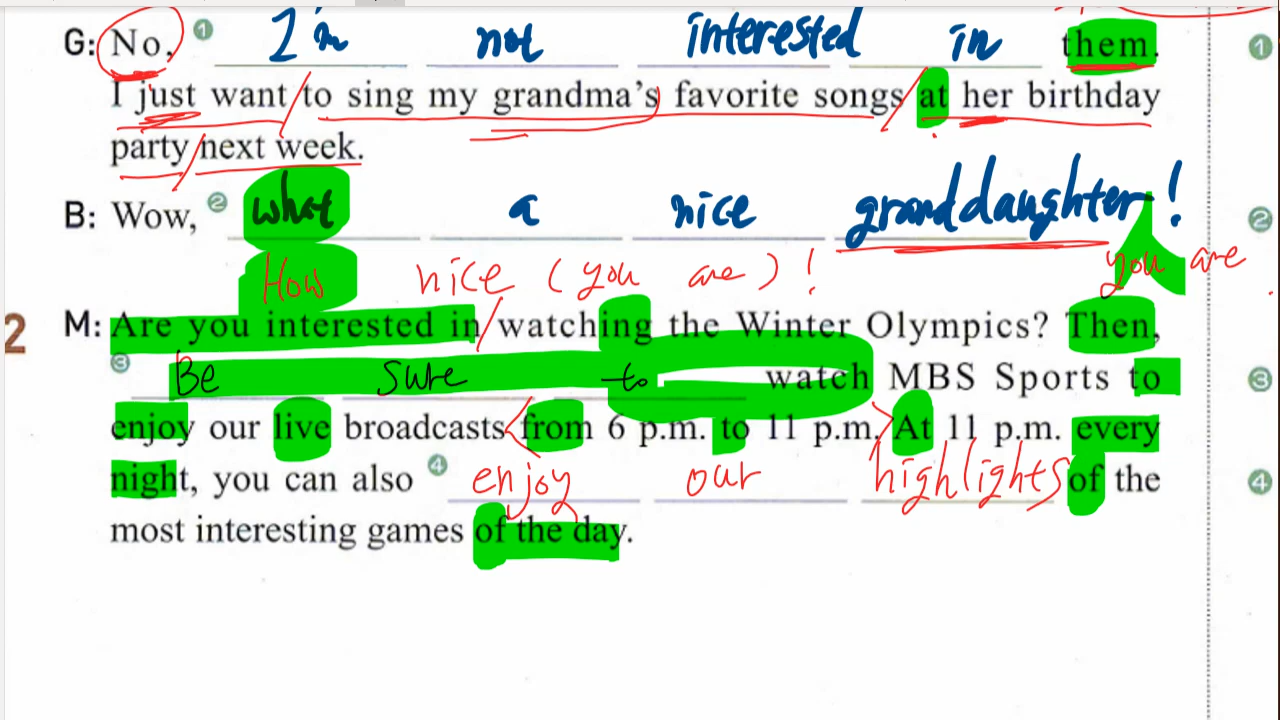 G: No, ① I'm not interested in them. ①
I just want / to sing my grandma's favorite songs / at her birthday
party / next week.
B: Wow, ② what a nice granddaughter! ②
How nice (you are)! you are
2 M: Are you interested in / watching the Winter Olympics? Then,
③ Be sure to watch MBS Sports to ③
enjoy our live broadcasts from 6 p.m. to 11 p.m. At 11 p.m. every
night, you can also ④ enjoy our highlights of the ④
most interesting games of the day.